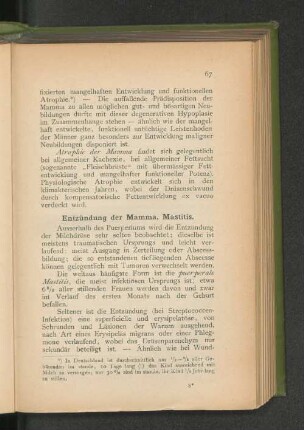 67
fixierten mangelhaften Entwicklung und funktionellen
Atrophie.*) — Die auffallende Prädisposition der
Mamma zu allen möglichen gut- und bösartigen Neu-
bildungen dürfte mit dieser degenerativen Hypoplasie
im Zusammenhange stehen — ähnlich wie der mangel-
haft entwickelte, funktionell untüchtige Leistenhoden
der Männer ganz besonders zur Entwicklung maligner
Neubildungen disponiert ist.
Atrophie der Mamma findet sich gelegentlich
bei allgemeiner Kachexie, bei allgemeiner Fettsucht
(sogenannte „Fleischbrüste“ mit übermässiger Fett-
entwicklung und mangelhafter funktioneller Potenz).
Physiologische Atrophie entwickelt sich in den
klimakterischen Jahren, wobei der Drüsenschwund
durch kompensatorische Fettentwicklung ex vacuo
verdeckt wird.
Entzündung der Mamma. Mastitis.
Ausserhalb des Puerperiums wird die Entzündung
der Milchdrüse sehr selten beobachtet; dieselbe ist
meistens traumatischen Ursprungs und leicht ver-
laufend: meist Ausgang in Zerteilung oder Abscess-
bildung; die so entstandenen tiefliegenden Abscesse
können gelegentlich mit Tumoren verwechselt werden.
Die weitaus häufigste Form ist die puerperale
Mastitis, die meist infektiösen Ursprungs ist, etwa
6% aller stillenden Frauen werden davon und zwar
im Verlauf des ersten Monats nach der Geburt
befallen.
Seltener ist die Entzündung (bei Streptococcen-
Infektion) eine superficielle und erysipelatöse, von
Schrunden und Läsionen der Warzen ausgehend,
nach Art eines Erysipelas migrans oder einer Phleg-
mone verlaufend, wobei das Drüsenparenchym nur
sekundär beteiligt ist. — Ähnlich wie bei Wund-
5*